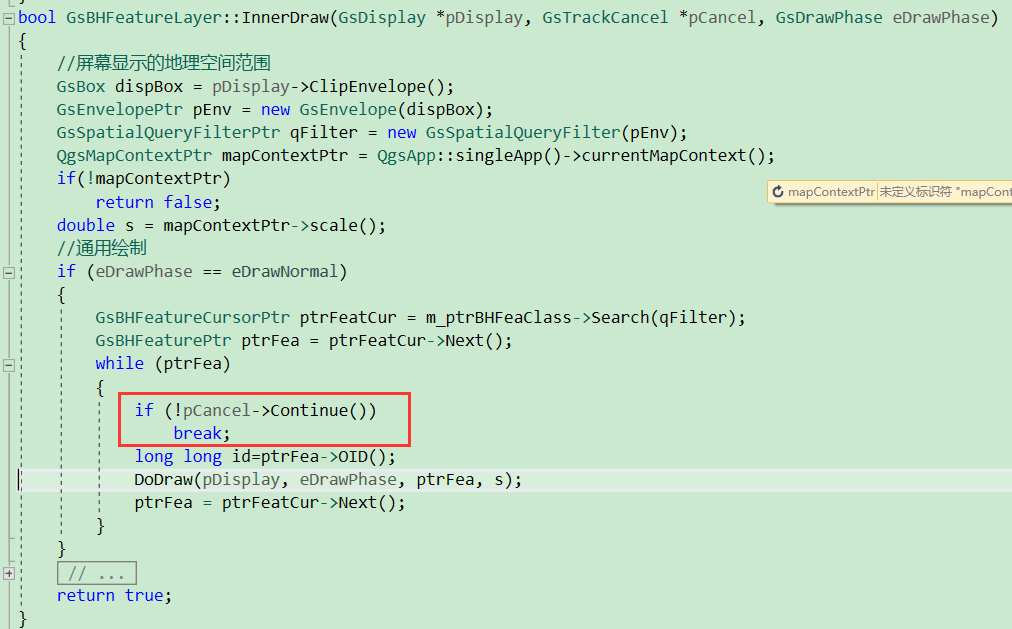 bool GsBHFeatureLayer::InnerDraw(GsDisplay *pDisplay, GsTrackCancel *pCancel, GsDrawPhase eDrawPhase)
{
//屏幕显示的地理空间范围
GsBox dispBox = pDisplay->ClipEnvelope();
GsEnvelopePtr pEnv = new GsEnvelope(dispBox);
GsSpatialQueryFilterPtr qFilter = new GsSpatialQueryFilter(pEnv);
QgsMapContextPtr mapContextPtr = QgsApp::singleApp()->currentMapContext();
if(!mapContextPtr)
mapContextPtr 未定义标识符 "mapCont
return false;
double s = mapContextPtr->scale();
//通用绘制
if (eDrawPhase == eDrawNormal)
{
GsBHFeatureCursorPtr ptrFeatCur = m_ptrBHFeaClass->Search(qFilter);
GsBHFeaturePtr ptrFea = ptrFeatCur->Next();
while (ptrFea)
{
if (!pCancel->Continue())
break;
long long id=ptrFea->OID();
DoDraw(pDisplay, eDrawPhase, ptrFea, s);
ptrFea = ptrFeatCur->Next();
}
}
// ...
return true;
}